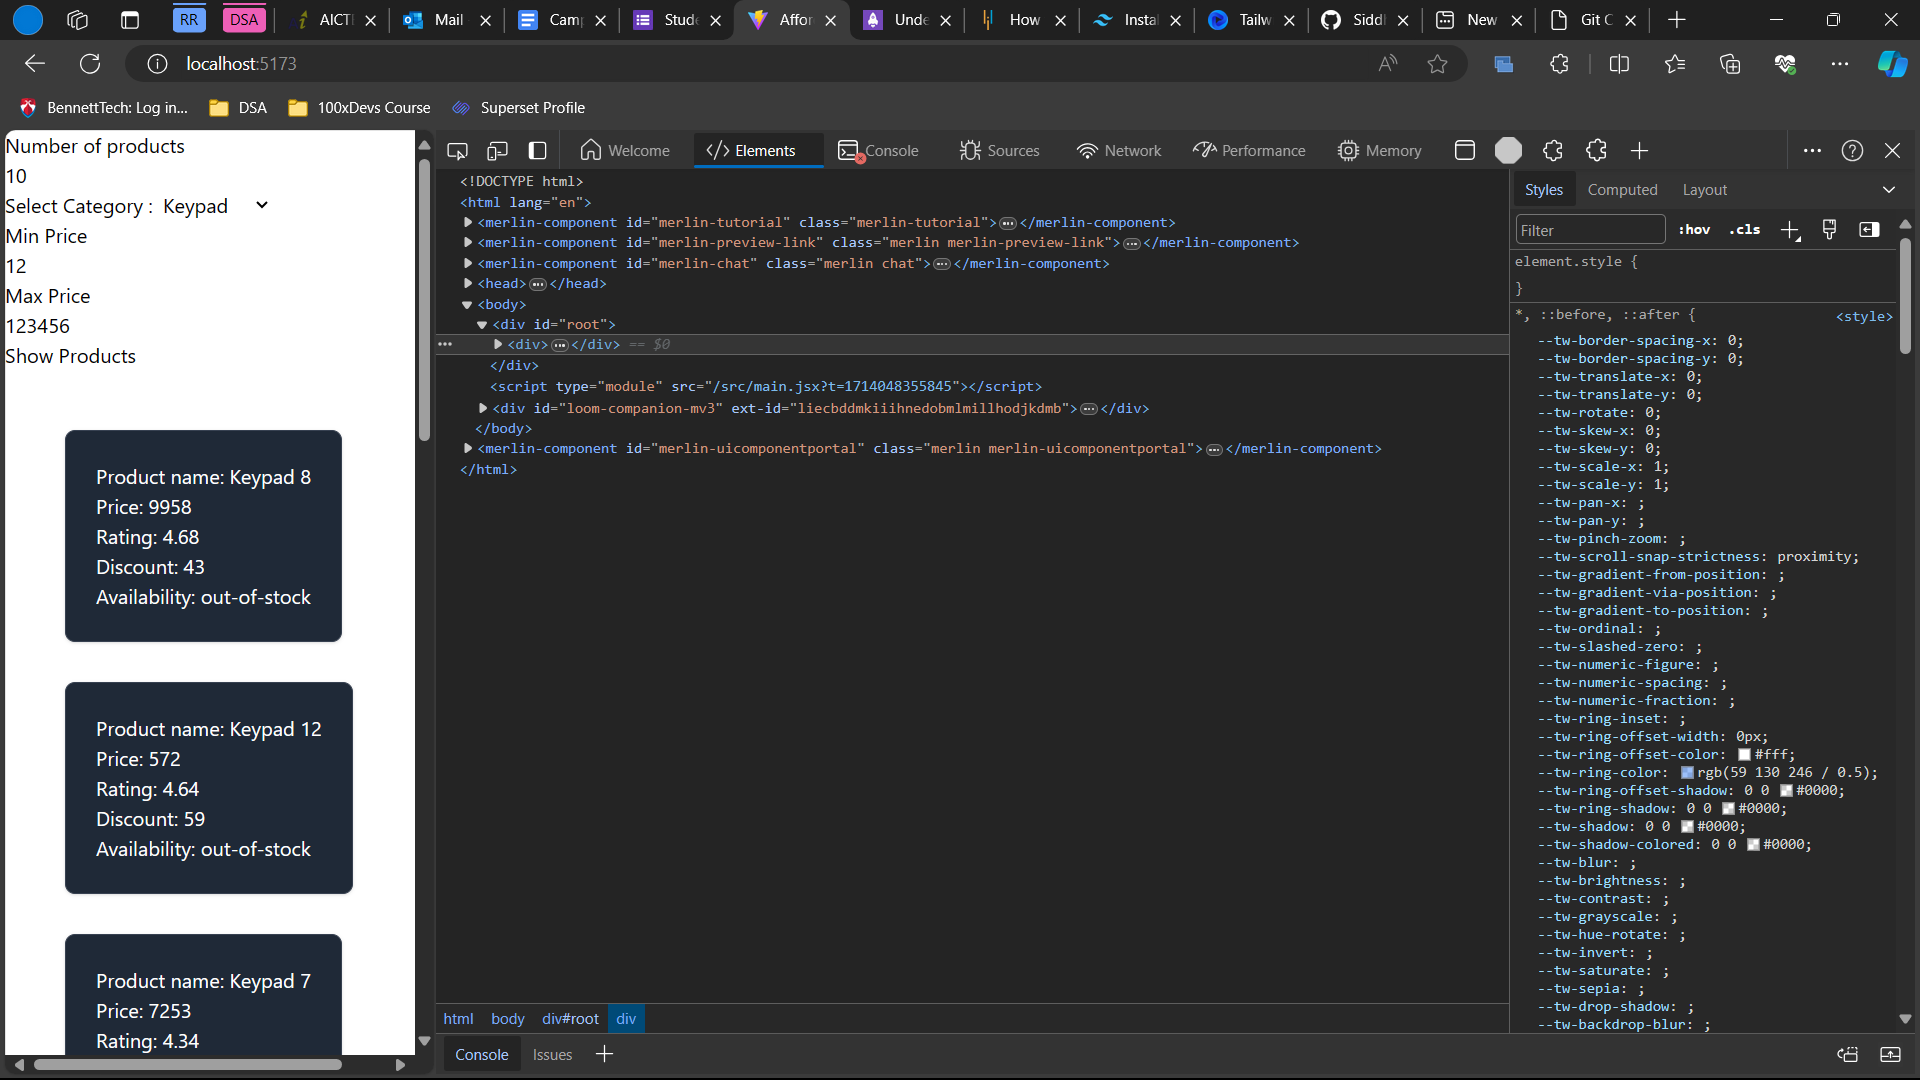 RR
DSA
AICTI
Mail
Cam
Stud
Affor
Unde
How
Instal
Tailw
Siddl
New
Git C
localhost:5173
BennettTech: Log in...
DSA
100xDevs Course
Superset Profile
Number of products
10
Select Category : Keypad
Min Price
12
Max Price
123456
Show Products
Product name: Keypad 8
Price: 9958
Rating: 4.68
Discount: 43
Availability: out-of-stock
Product name: Keypad 12
Price: 572
Rating: 4.64
Discount: 59
Availability: out-of-stock
Product name: Keypad 7
Price: 7253
Rating: 4.34
Welcome
Elements
Console
Sources
Network
Performance
Memory
<!DOCTYPE html>
<html lang="en">
<merlin-component id="merlin-tutorial" class="merlin-tutorial">…</merlin-component>
<merlin-component id="merlin-preview-link" class="merlin merlin-preview-link">…</merlin-component>
<merlin-component id="merlin-chat" class="merlin chat">…</merlin-component>
<head>…</head>
<body>
<div id="root">
<div>…</div> == $0
</div>
<script type="module" src="/src/main.jsx?t=1714048355845"></script>
<div id="loom-companion-mv3" ext-id="liecbddmkiiihnedobmlmillhodjkdmb">…</div>
</body>
<merlin-component id="merlin-uicomponentportal" class="merlin merlin-uicomponentportal">…</merlin-component>
</html>
html body div#root div
Console
Issues
Styles
Computed
Layout
Filter
:hov
.cls
element.style {
}
*, ::before, ::after {
<style>
--tw-border-spacing-x: 0;
--tw-border-spacing-y: 0;
--tw-translate-x: 0;
--tw-translate-y: 0;
--tw-rotate: 0;
--tw-skew-x: 0;
--tw-skew-y: 0;
--tw-scale-x: 1;
--tw-scale-y: 1;
--tw-pan-x: ;
--tw-pan-y: ;
--tw-pinch-zoom: ;
--tw-scroll-snap-strictness: proximity;
--tw-gradient-from-position: ;
--tw-gradient-via-position: ;
--tw-gradient-to-position: ;
--tw-ordinal: ;
--tw-slashed-zero: ;
--tw-numeric-figure: ;
--tw-numeric-spacing: ;
--tw-numeric-fraction: ;
--tw-ring-inset: ;
--tw-ring-offset-width: 0px;
--tw-ring-offset-color: #fff;
--tw-ring-color: rgb(59 130 246 / 0.5);
--tw-ring-offset-shadow: 0 0 #0000;
--tw-ring-shadow: 0 0 #0000;
--tw-shadow: 0 0 #0000;
--tw-shadow-colored: 0 0 #0000;
--tw-blur: ;
--tw-brightness: ;
--tw-contrast: ;
--tw-grayscale: ;
--tw-hue-rotate: ;
--tw-invert: ;
--tw-saturate: ;
--tw-sepia: ;
--tw-drop-shadow: ;
--tw-backdrop-blur: ;